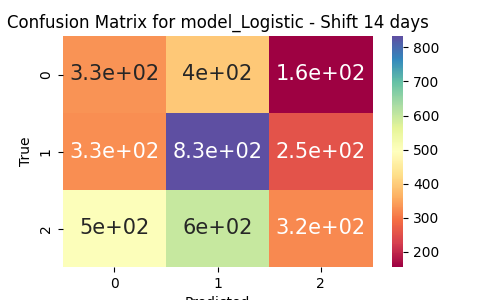 Confusion Matrix for model_Logistic - Shift 14 days
0 3.3e+02 4e+02 1.6e+02
1 3.3e+02 8.3e+02 2.5e+02
2 5e+02 6e+02 3.2e+02
True
0 1 2
Predicted
800
700
600
500
400
300
200